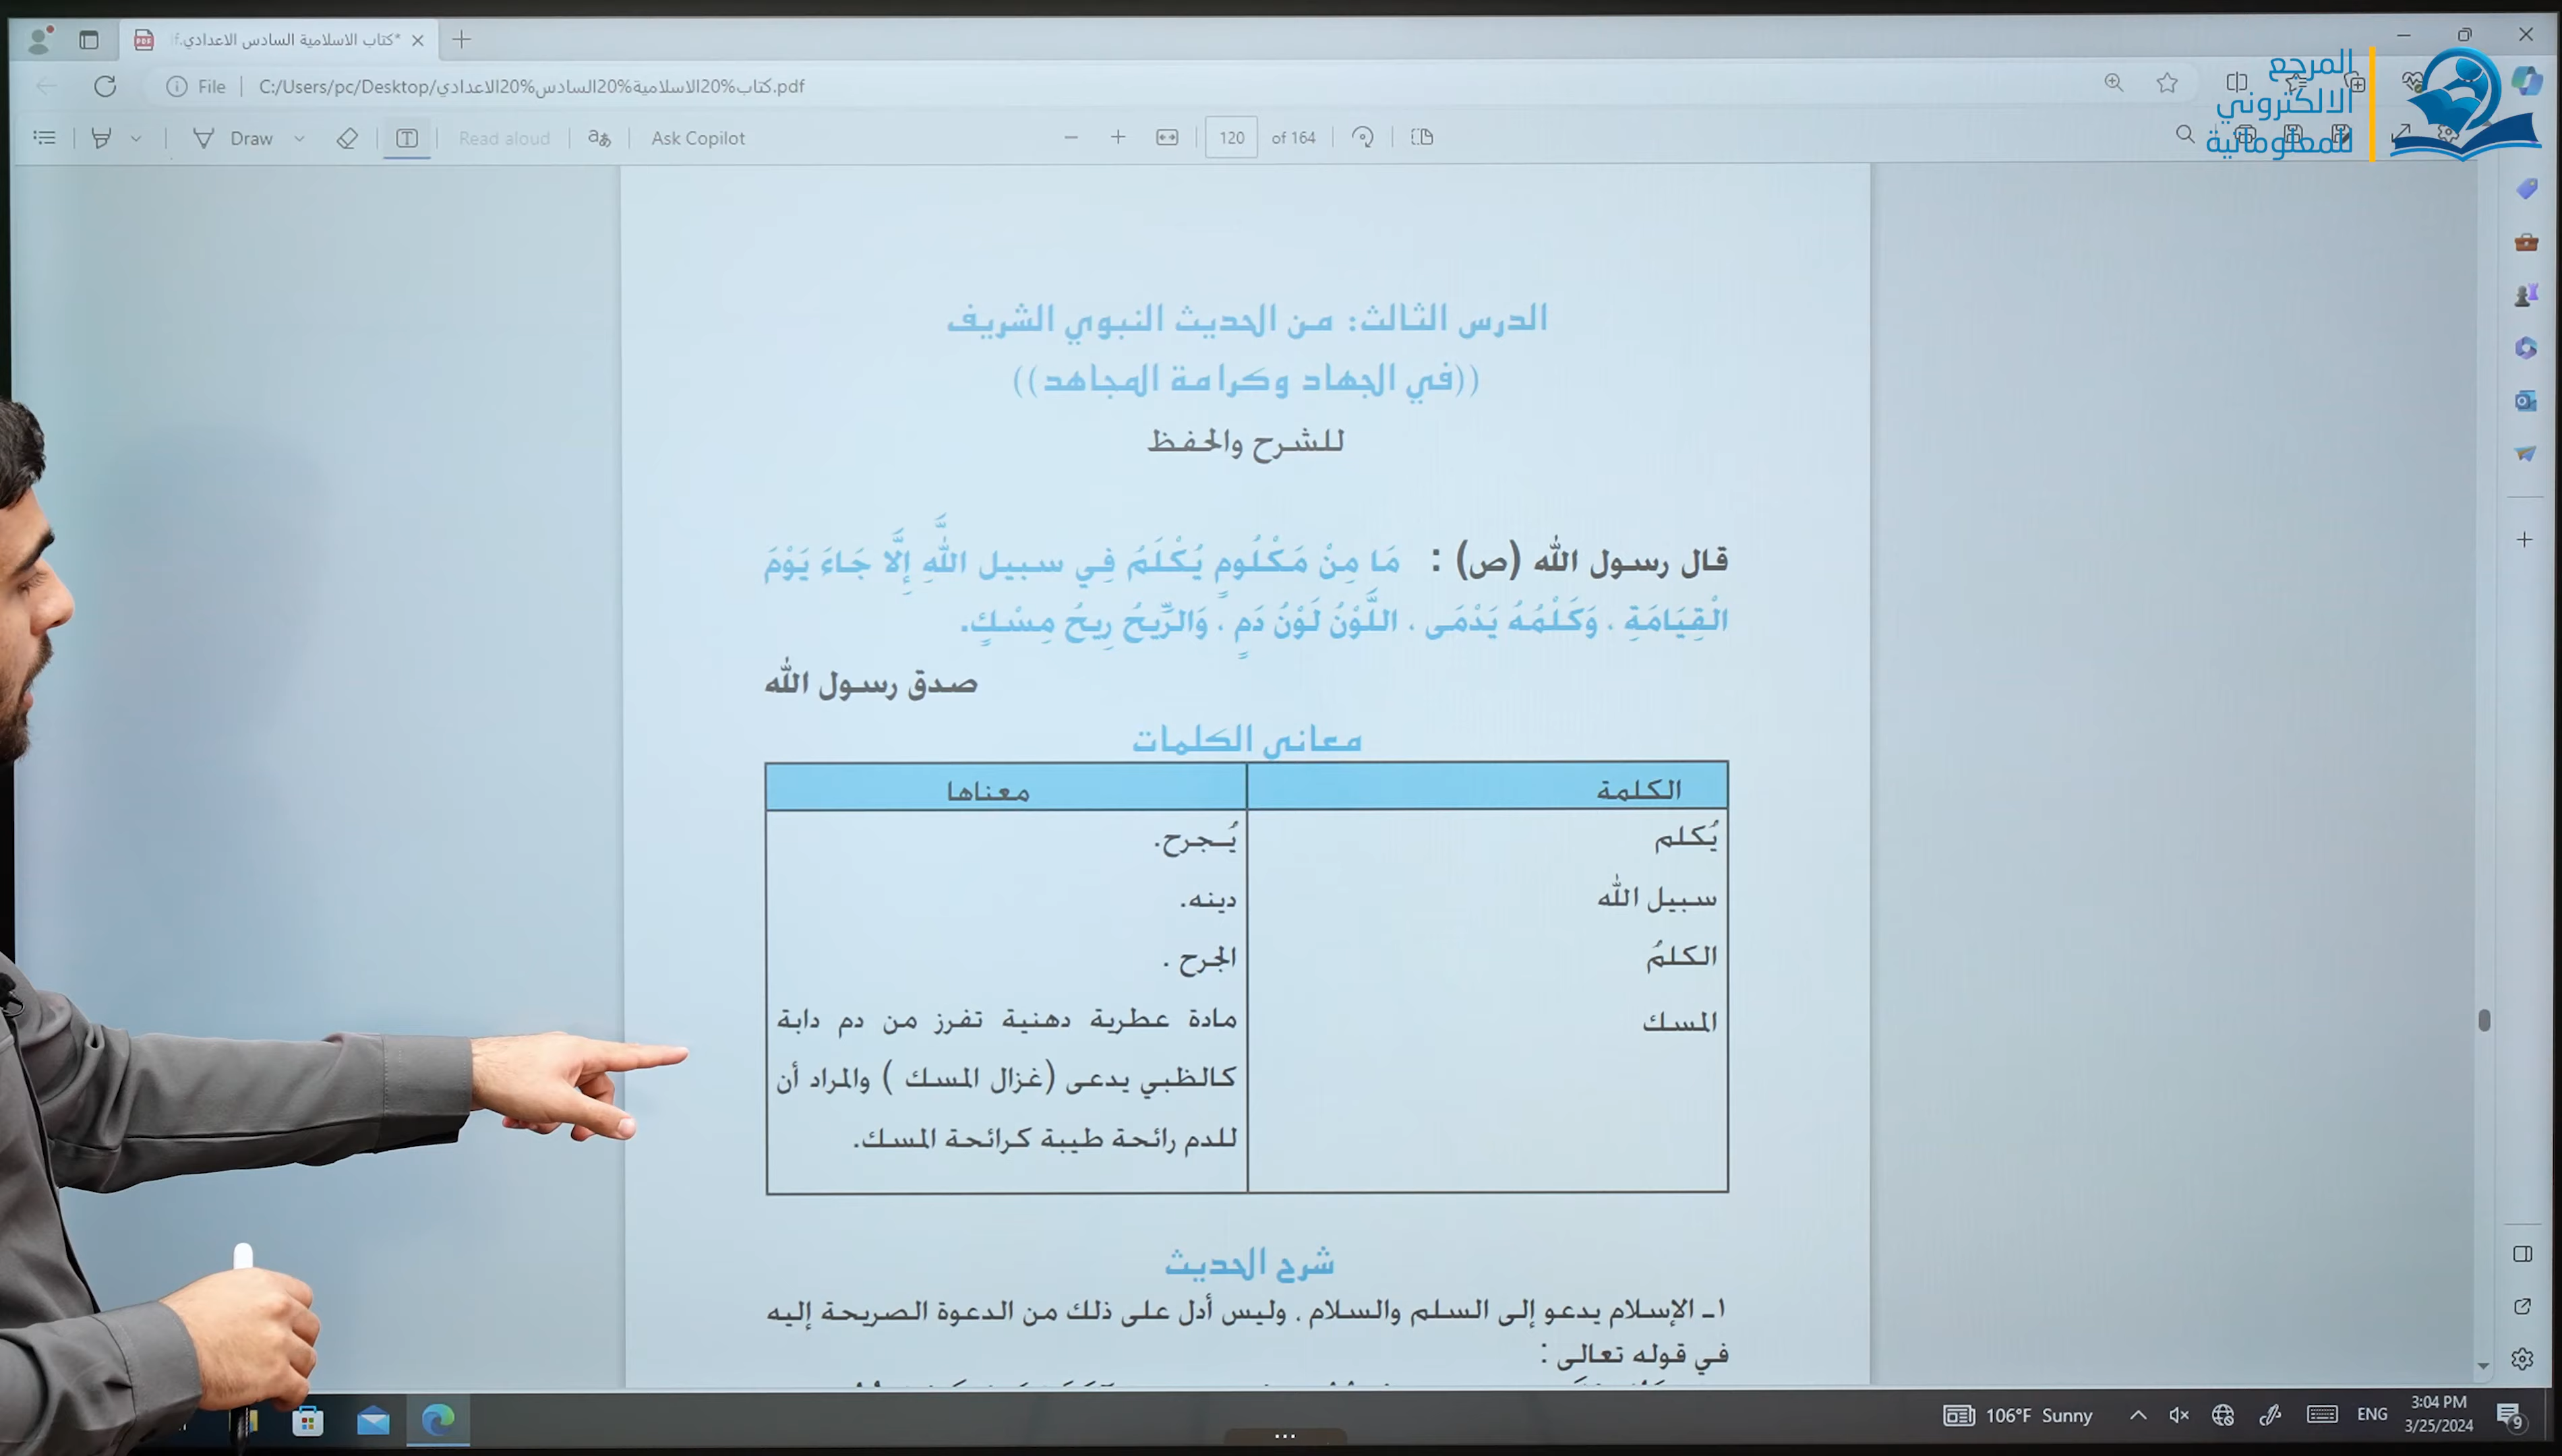 *كتاب الاسلامية السادس الاعدادي.f
File
C:/Users/pc/Desktop/كتاب%20الاسلامية%20السادس%20الاعدادي.pdf
المرجع
الالكتروني
للمعلوماتية
Draw
Read aloud
Ask Copilot
120 of 164
الدرس الثالث: من الحديث النبوي الشريف
((في الجهاد وكرامة المجاهد))
للشرح والحفظ
قال رسول الله (ص) : مَا مِنْ مَكْلُومٍ يُكْلَمُ فِي سبيل اللَّهِ إِلَّا جَاءَ يَوْمَ
الْقِيَامَةِ ، وَكَلْمُهُ يَدْمَى ، اللَّوْنُ لَوْنُ دَمٍ ، وَالرِّيحُ رِيحُ مِسْكٍ.
صدق رسول الله
معاني الكلمات
الكلمة معناها
يُكلم يُجرح.
سبيل الله دينه.
الكلمُ الجرح .
المسك مادة عطرية دهنية تفرز من دم دابة
كالظبي يدعى (غزال المسك ) والمراد أن
للدم رائحة طيبة كرائحة المسك.
شرح الحديث
١ـ الإسلام يدعو إلى السلم والسلام ، وليس أدل على ذلك من الدعوة الصريحة إليه
في قوله تعالى :
106°F Sunny
ENG
3:04 PM
3/25/2024
9